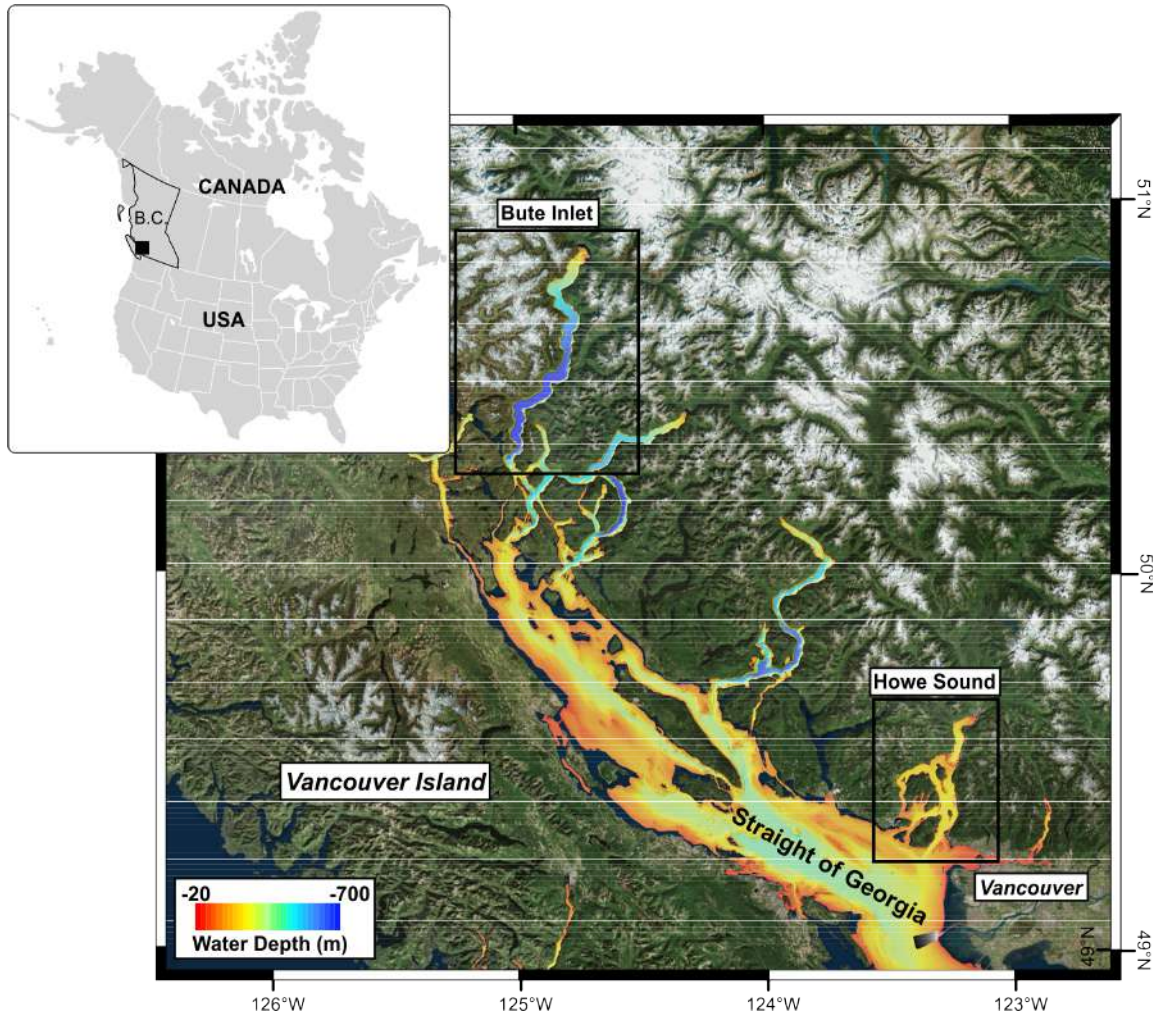 CANADA
B.C.
USA
Bute Inlet
Howe Sound
Vancouver Island
Straight of Georgia
Vancouver
-20 -700
Water Depth (m)
51°N
50°N
49°N
49°N
126°W 125°W 124°W 123°W